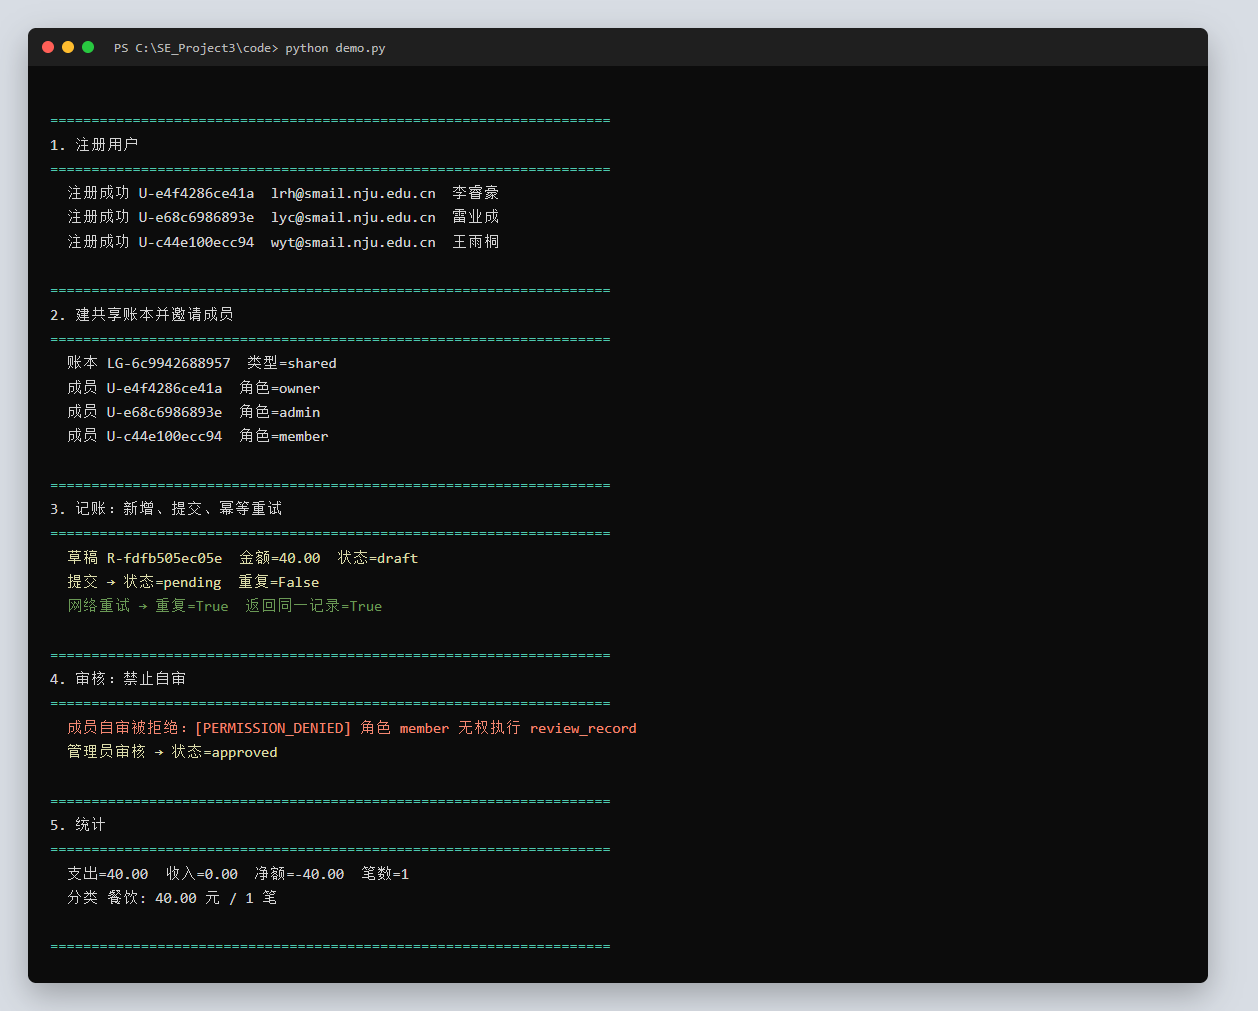 PS C:\SE_Project3\code> python demo.py
====================================================================
1. 注册用户
====================================================================
注册成功 U-e4f4286ce41a  lrh@smail.nju.edu.cn  李睿豪
注册成功 U-e68c6986893e  lyc@smail.nju.edu.cn  雷业成
注册成功 U-c44e100ecc94  wyt@smail.nju.edu.cn  王雨桐
====================================================================
2. 建共享账本并邀请成员
====================================================================
账本 LG-6c9942688957  类型=shared
成员 U-e4f4286ce41a  角色=owner
成员 U-e68c6986893e  角色=admin
成员 U-c44e100ecc94  角色=member
====================================================================
3. 记账：新增、提交、幂等重试
====================================================================
草稿 R-fdfb505ec05e  金额=40.00  状态=draft
提交 → 状态=pending  重复=False
网络重试 → 重复=True  返回同一记录=True
====================================================================
4. 审核：禁止自审
====================================================================
成员自审被拒绝：[PERMISSION_DENIED] 角色 member 无权执行 review_record
管理员审核 → 状态=approved
====================================================================
5. 统计
====================================================================
支出=40.00  收入=0.00  净额=-40.00  笔数=1
分类 餐饮: 40.00 元 / 1 笔
====================================================================